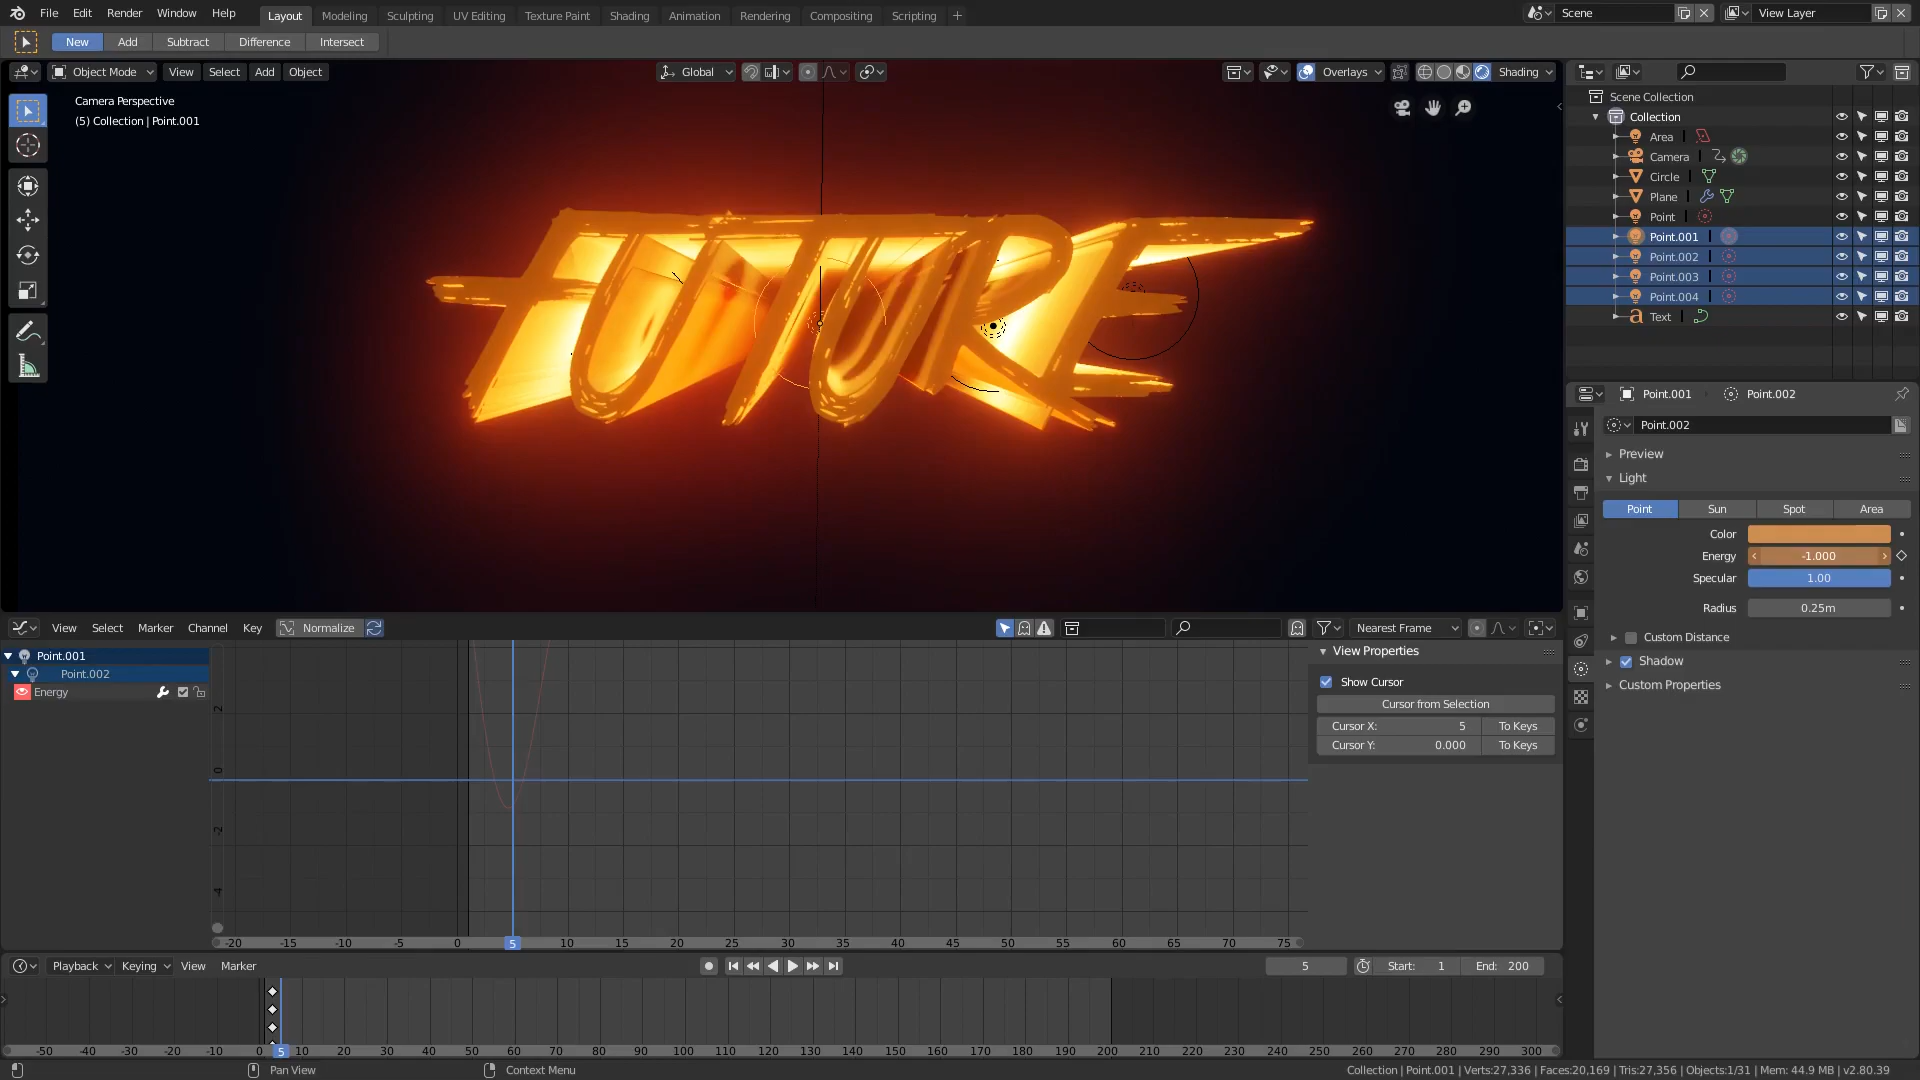 File Edit Render Window Help Layout Modeling Sculpting UV Editing Texture Paint Shading Animation Rendering Compositing Scripting + Scene View Layer
New Add Subtract Difference Intersect
Object Mode View Select Add Object Global Overlays Shading
Camera Perspective
(5) Collection | Point.001
FUTURE
Scene Collection
Collection
Area
Camera
Circle
Plane
Point
Point.001
Point.002
Point.003
Point.004
a Text
Point.001 Point.002
Point.002
Preview
Light
Point Sun Spot Area
Color
Energy -1.000
Specular 1.00
Radius 0.25m
Custom Distance
Shadow
Custom Properties
View Select Marker Channel Key Normalize Nearest Frame
Point.001
Point.002
Energy
2
0
-2
-4
-20 -15 -10 -5 0 5 10 15 20 25 30 35 40 45 50 55 60 65 70 75
View Properties
Show Cursor
Cursor from Selection
Cursor X: 5 To Keys
Cursor Y: 0.000 To Keys
Playback Keying View Marker 5 Start: 1 End: 200
-50 -40 -30 -20 -10 0 5 10 20 30 40 50 60 70 80 90 100 110 120 130 140 150 160 170 180 190 200 210 220 230 240 250 260 270 280 290 300
Pan View Context Menu Collection | Point.001 | Verts:27,336 | Faces:20,169 | Tris:27,356 | Objects:1/31 | Mem: 44.9 MB | v2.80.39